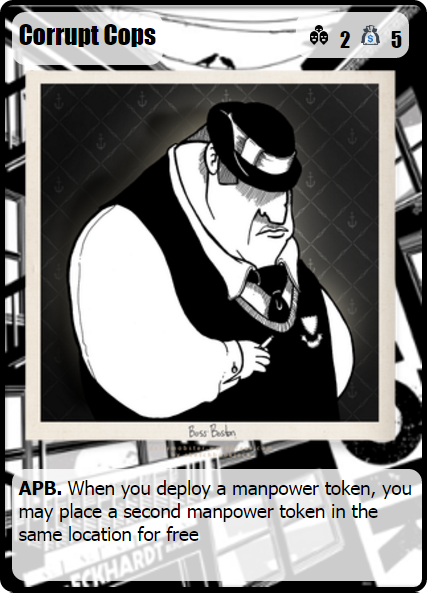 Corrupt Cops
2 $ 5
Boss Boston
APB. When you deploy a manpower token, you
may place a second manpower token in the
same location for free
ECKHARDT